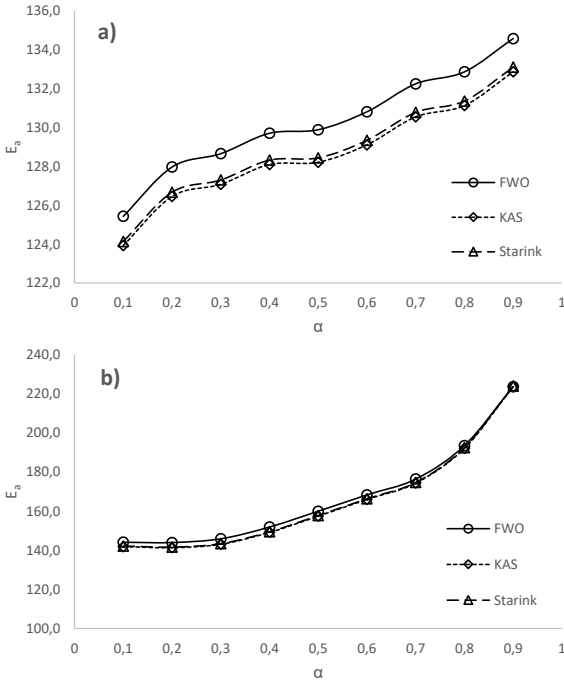 a)
136,0
134,0
132,0
130,0
128,0
126,0
124,0
122,0
Eₐ
FWO
KAS
Starink
0 0,1 0,2 0,3 0,4 0,5 0,6 0,7 0,8 0,9 1
α
b)
240,0
220,0
200,0
180,0
160,0
140,0
120,0
100,0
Eₐ
FWO
KAS
Starink
0 0,1 0,2 0,3 0,4 0,5 0,6 0,7 0,8 0,9 1
α